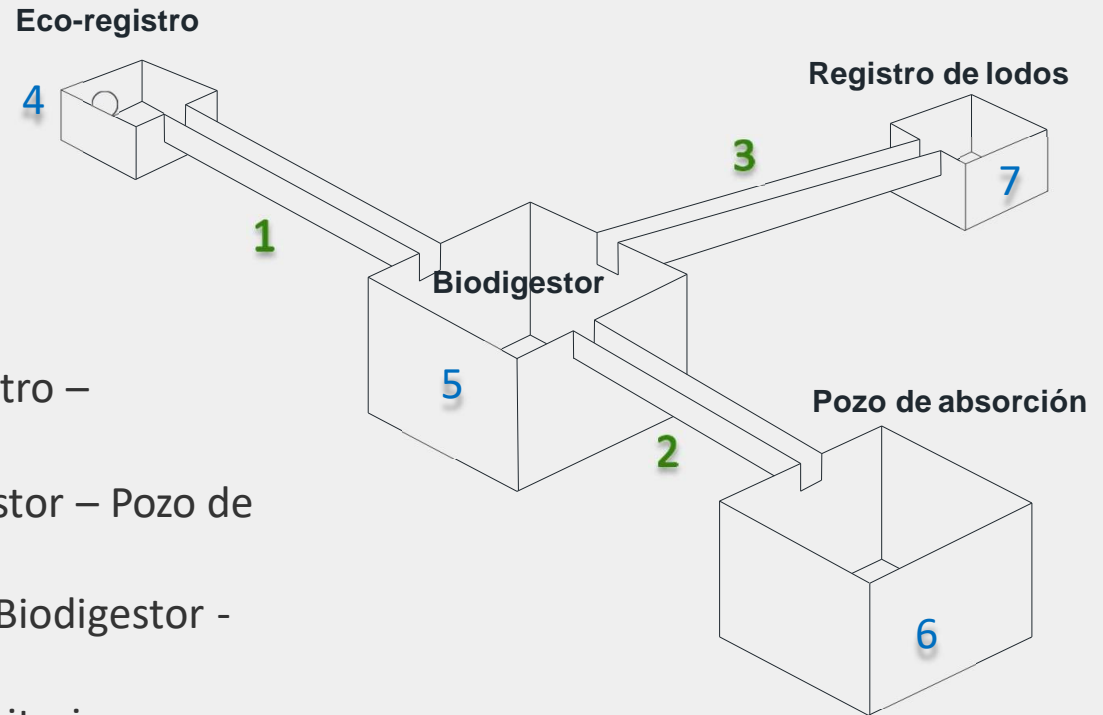 Eco-registro
4
Registro de lodos
3
7
1
Biodigestor
5
tro –
Pozo de absorción
2
stor – Pozo de
Biodigestor -
6